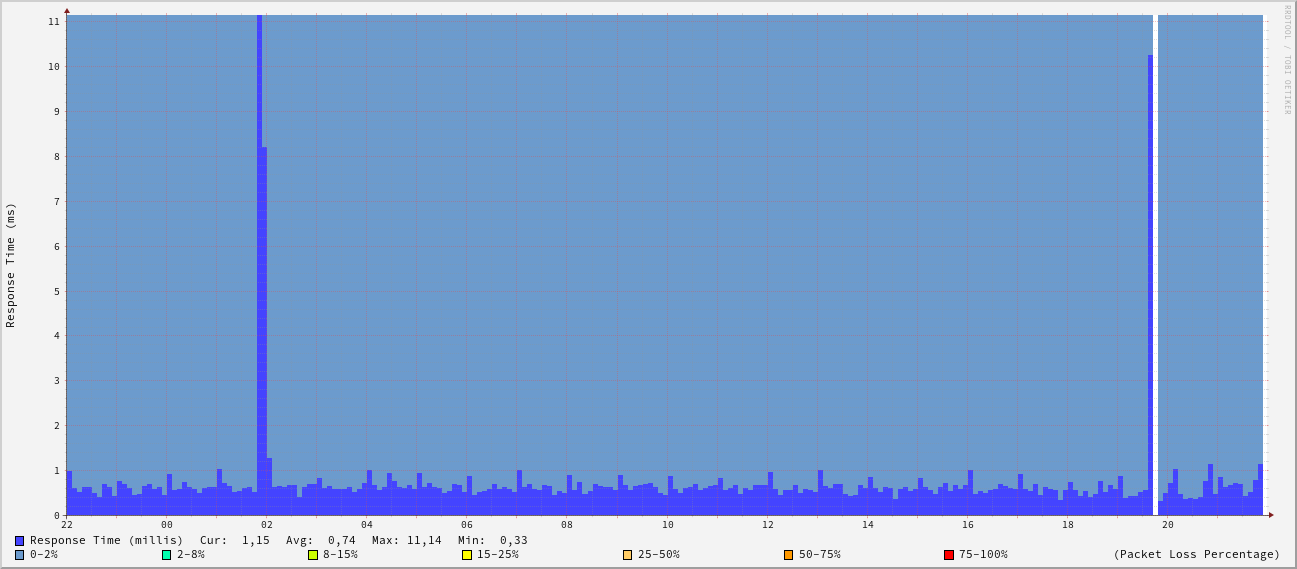 RRDTOOL / TOBI OETIKER
Response Time (ms)
11
10
9
8
7
6
5
4
3
2
1
0
22 00 02 04 06 08 10 12 14 16 18 20
Response Time (millis) Cur: 1,15 Avg: 0,74 Max: 11,14 Min: 0,33
0-2% 2-8% 8-15% 15-25% 25-50% 50-75% 75-100% (Packet Loss Percentage)